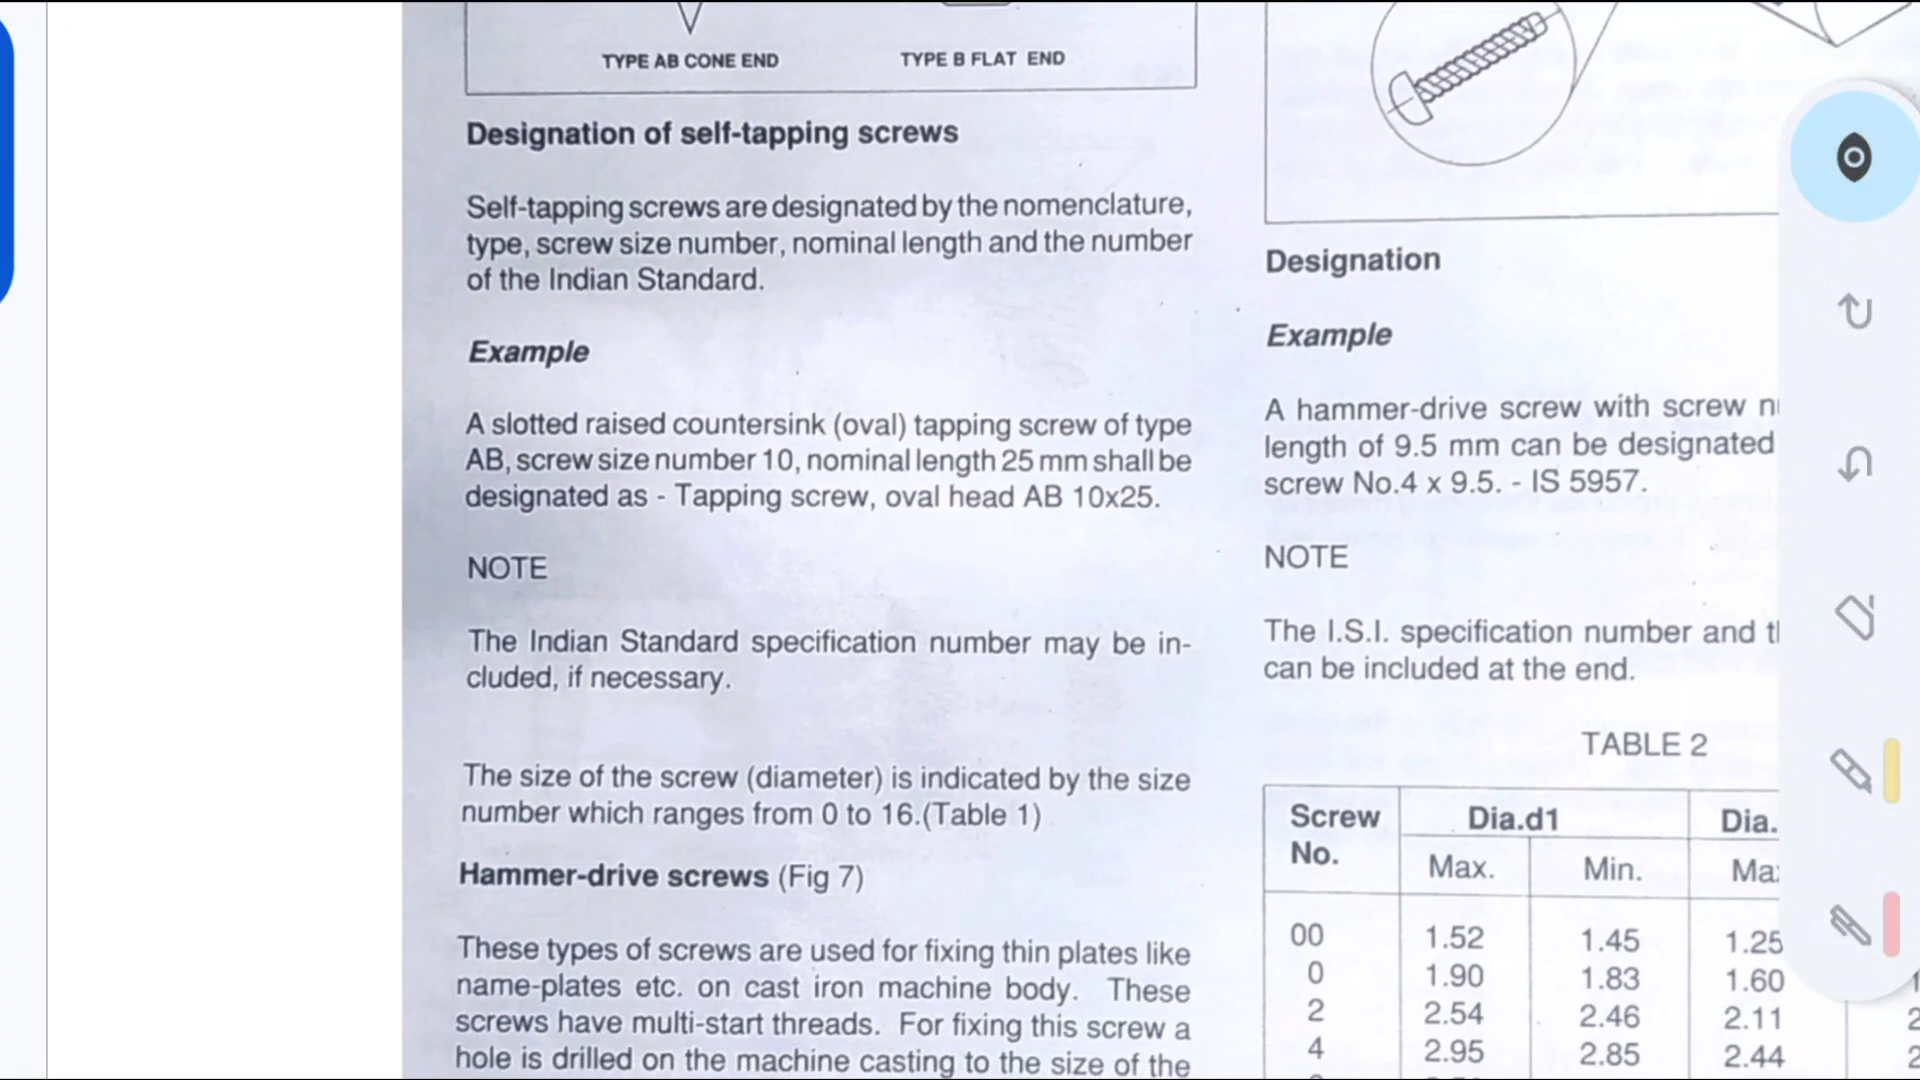 TYPE AB CONE END
TYPE B FLAT END
Designation of self-tapping screws
Self-tapping screws are designated by the nomenclature,
type, screw size number, nominal length and the number
of the Indian Standard.
Example
A slotted raised countersink (oval) tapping screw of type
AB, screw size number 10, nominal length 25 mm shall be
designated as - Tapping screw, oval head AB 10x25.
NOTE
The Indian Standard specification number may be in-
cluded, if necessary.
The size of the screw (diameter) is indicated by the size
number which ranges from 0 to 16.(Table 1)
Hammer-drive screws (Fig 7)
These types of screws are used for fixing thin plates like
name-plates etc. on cast iron machine body. These
screws have multi-start threads. For fixing this screw a
hole is drilled on the machine casting to the size of the
Designation
Example
A hammer-drive screw with screw
length of 9.5 mm can be designated
screw No.4 x 9.5. - IS 5957.
NOTE
The I.S.I. specification number and
can be included at the end.
TABLE 2
Screw No. Dia.d1 Dia.
Max. Min.
00 1.52 1.45 1.25
0 1.90 1.83 1.60
2 2.54 2.46 2.11
4 2.95 2.85 2.44